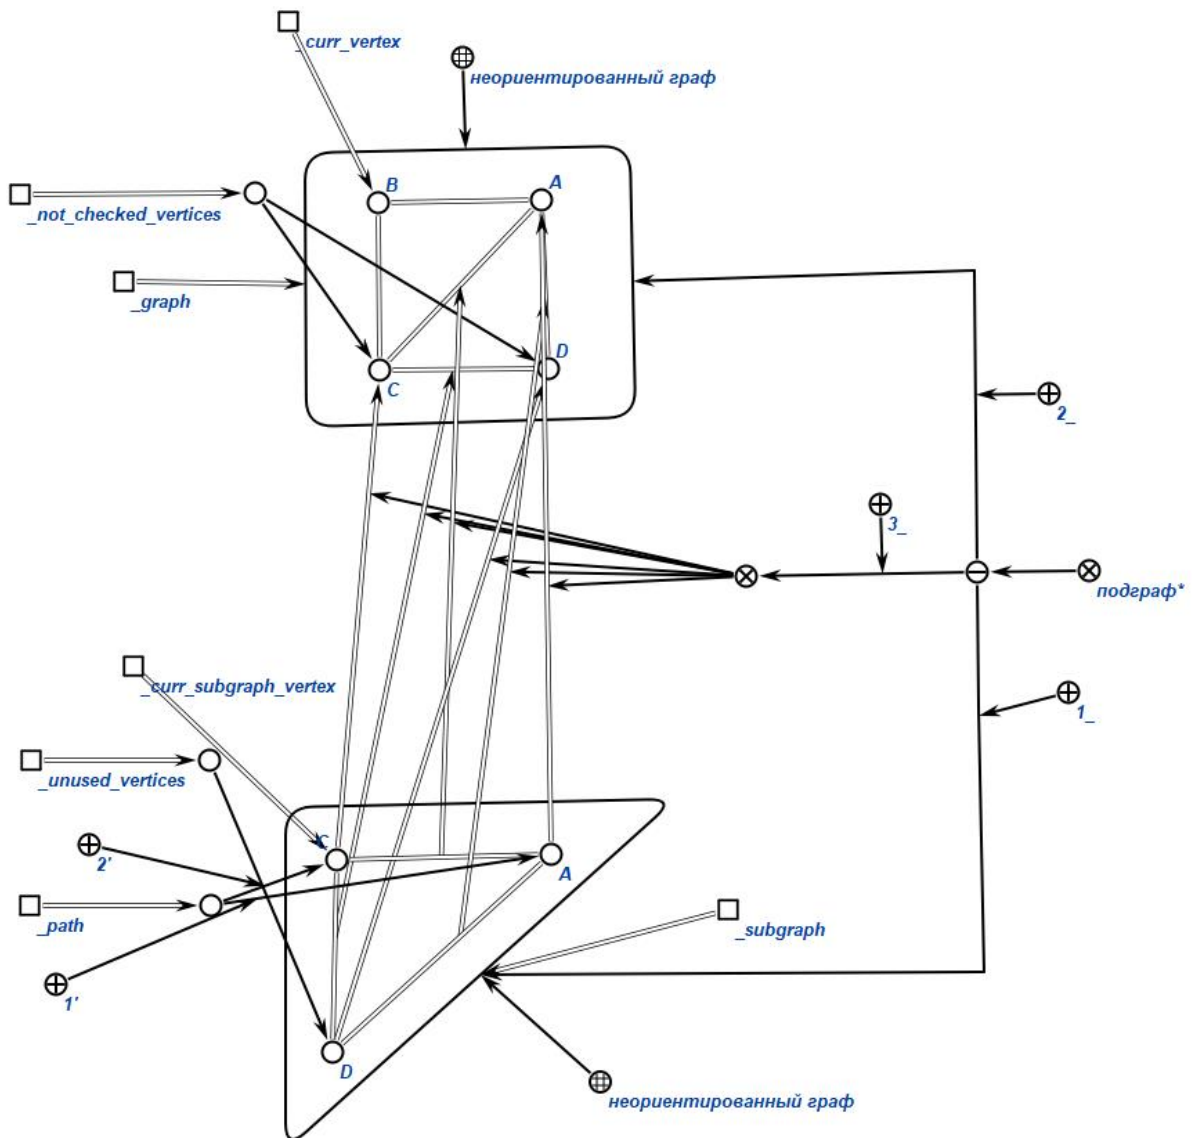 _curr_vertex
неориентированный граф
B
A
_not_checked_vertices
_graph
D
C
2_
3_
подграф*
_curr_subgraph_vertex
1_
_unused_vertices
C
2'
A
_path
_subgraph
1'
D
неориентированный граф